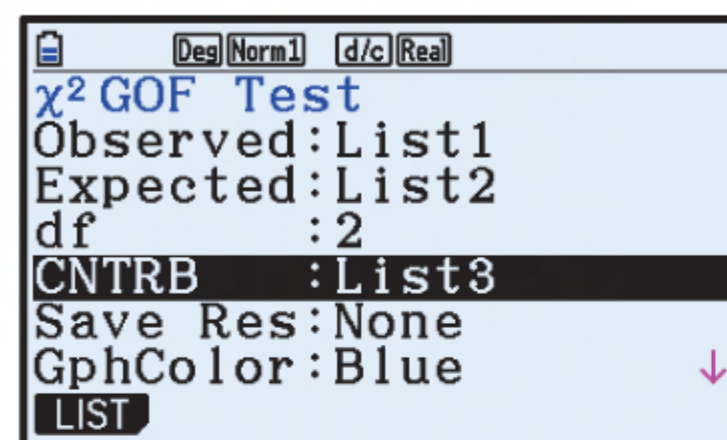 Deg Norm1 d/c Real
χ² GOF Test
Observed:List1
Expected:List2
df :2
CNTRB :List3
Save Res:None
GphColor:Blue
LIST